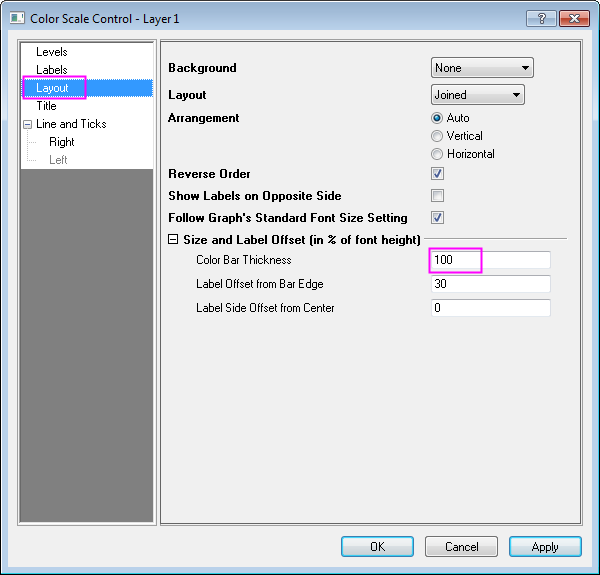 Color Scale Control - Layer1
Levels
Labels
Layout
Title
Line and Ticks
Right
Left
Background None
Layout Joined
Arrangement Auto
Vertical
Horizontal
Reverse Order
Show Labels on Opposite Side
Follow Graph's Standard Font Size Setting
Size and Label Offset (in % of font height)
Color Bar Thickness 100
Label Offset from Bar Edge 30
Label Side Offset from Center 0
OK Cancel Apply